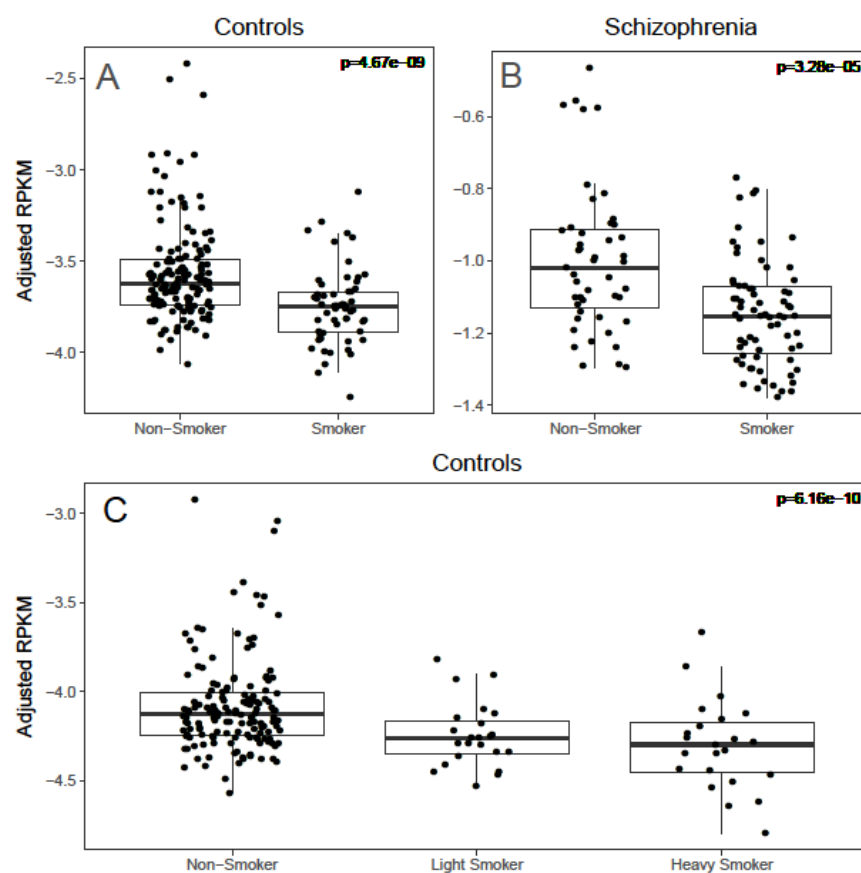 Controls
Schizophrenia
A
p=4.67e−09
B
p=3.28e−05
Adjusted RPKM
−2.5
−3.0
−3.5
−4.0
−0.6
−0.8
−1.0
−1.2
−1.4
Non−Smoker
Smoker
Non−Smoker
Smoker
Controls
C
p=6.16e−10
Adjusted RPKM
−3.0
−3.5
−4.0
−4.5
Non−Smoker
Light Smoker
Heavy Smoker